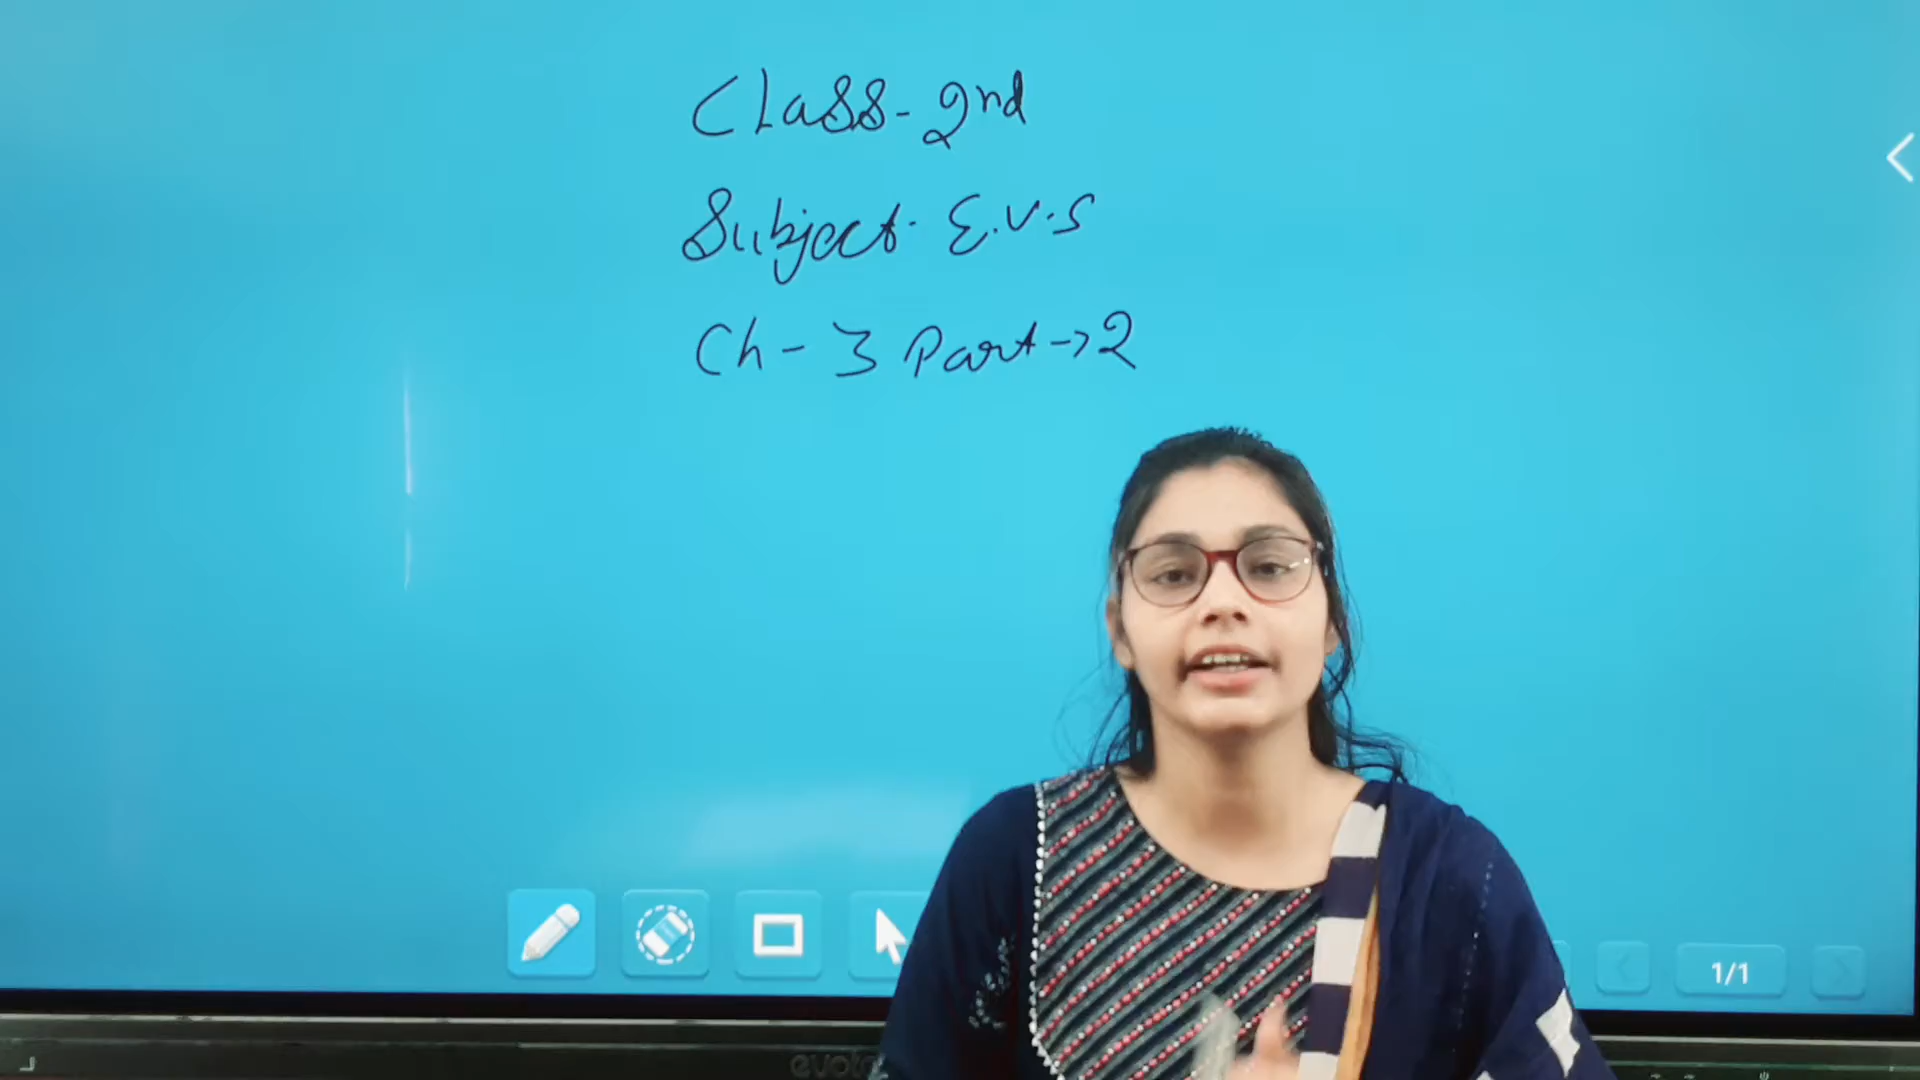 Class- 2nd
Subject- E.V.S
Ch- 3 Part → 2
1/1